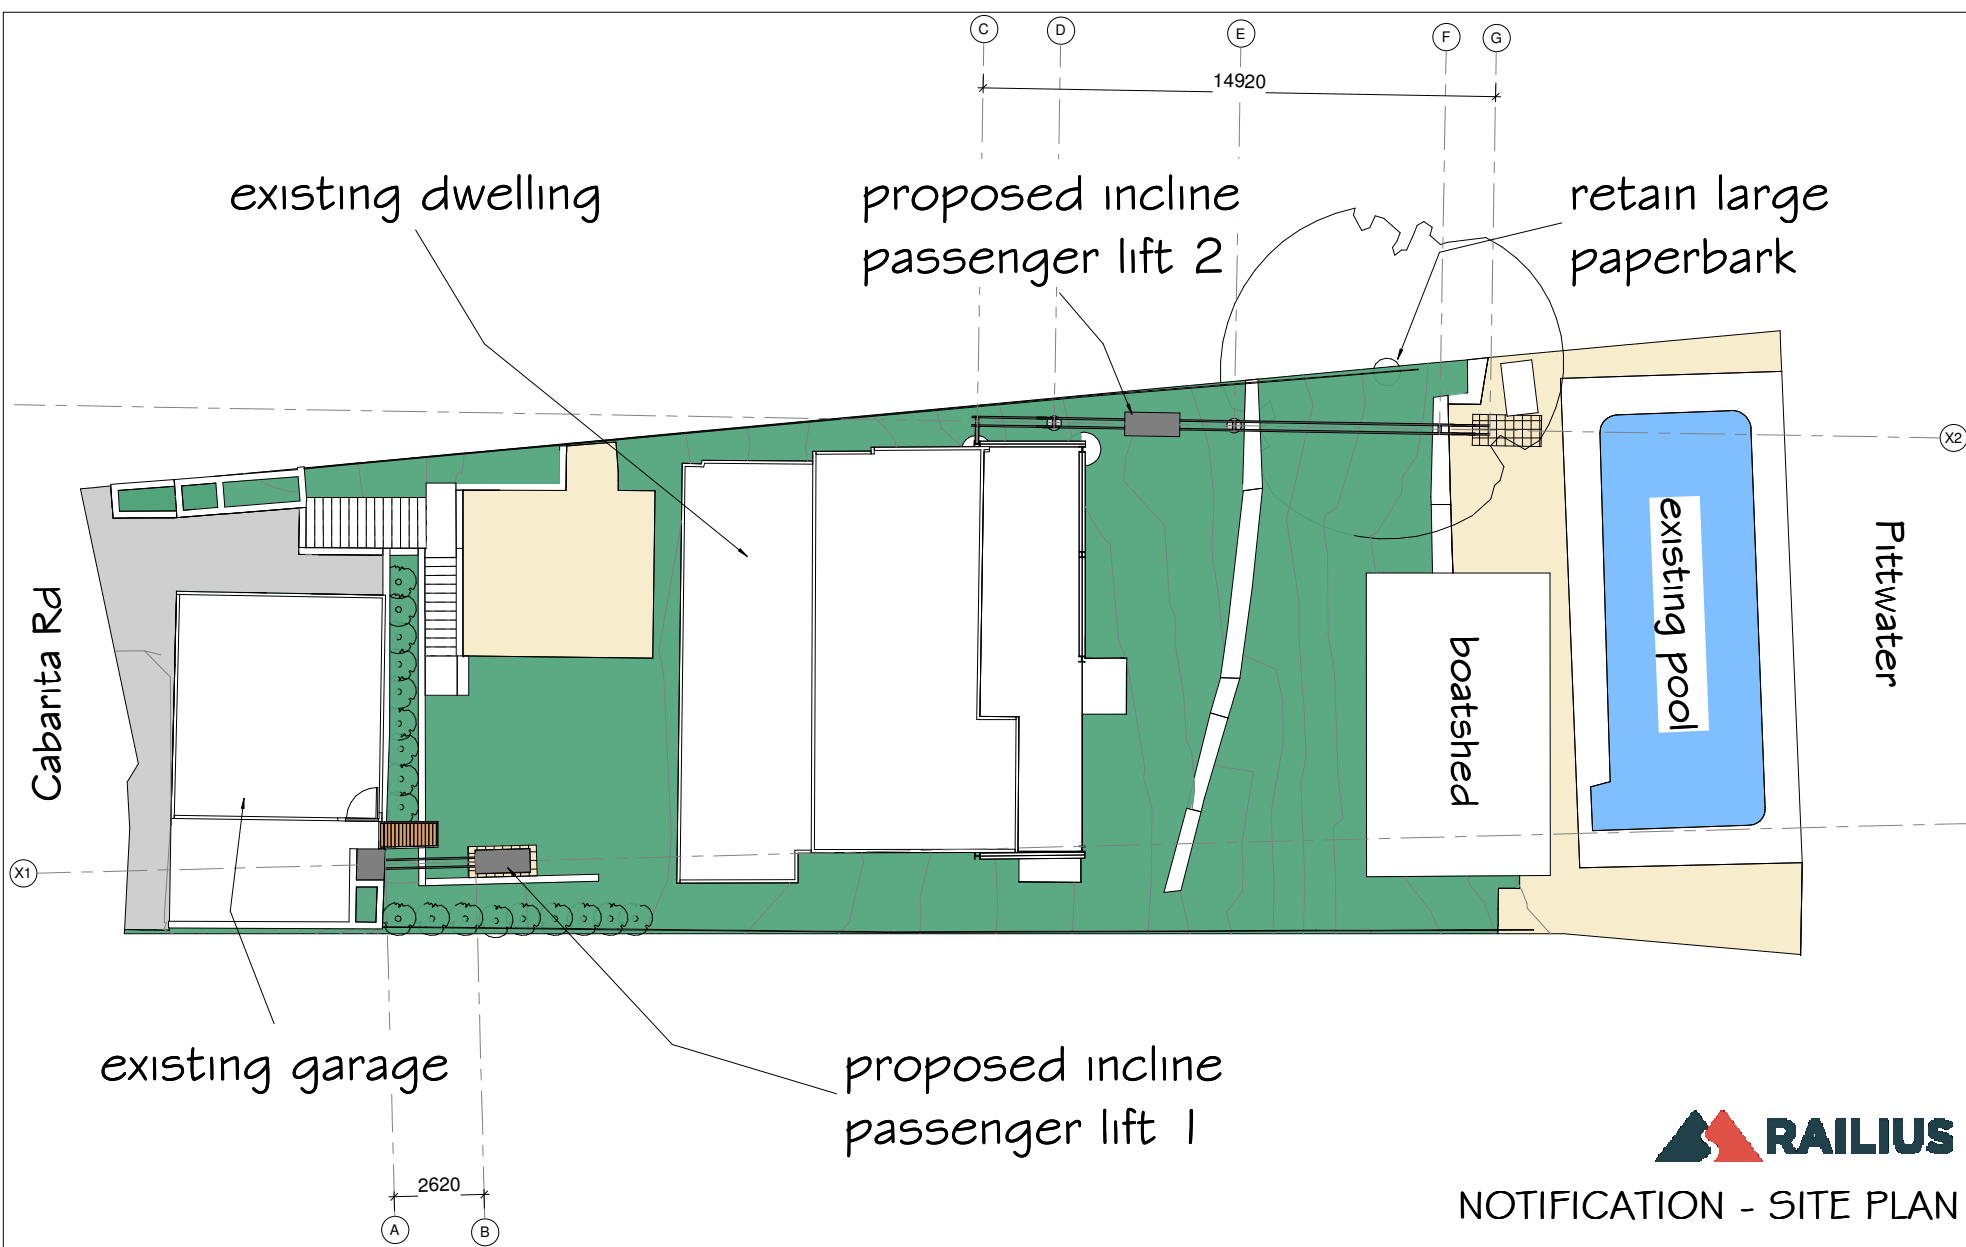 C
D
E
F
G
14920
existing dwelling
proposed incline
passenger lift 2
retain large
paperbark
X2
existing pool
Pittwater
Cabarita Rd
boatshed
X1
existing garage
proposed incline
passenger lift 1
2620
A
B
RAILIUS
NOTIFICATION - SITE PLAN